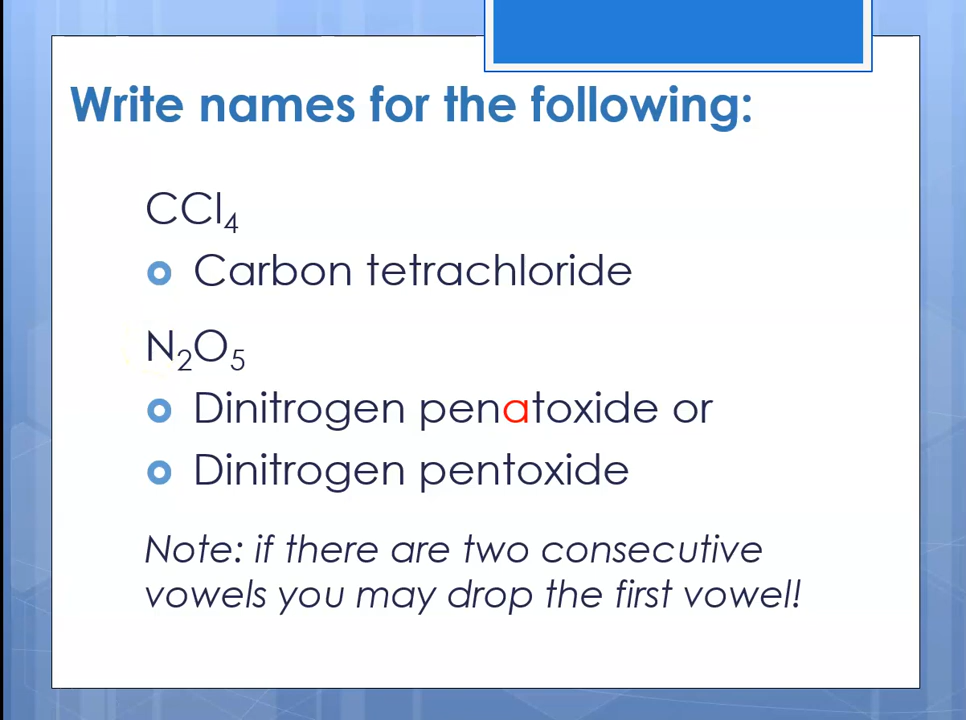 Write names for the following:
CCl₄
Carbon tetrachloride
N₂O₅
Dinitrogen penatoxide or
Dinitrogen pentoxide
Note: if there are two consecutive
vowels you may drop the first vowel!